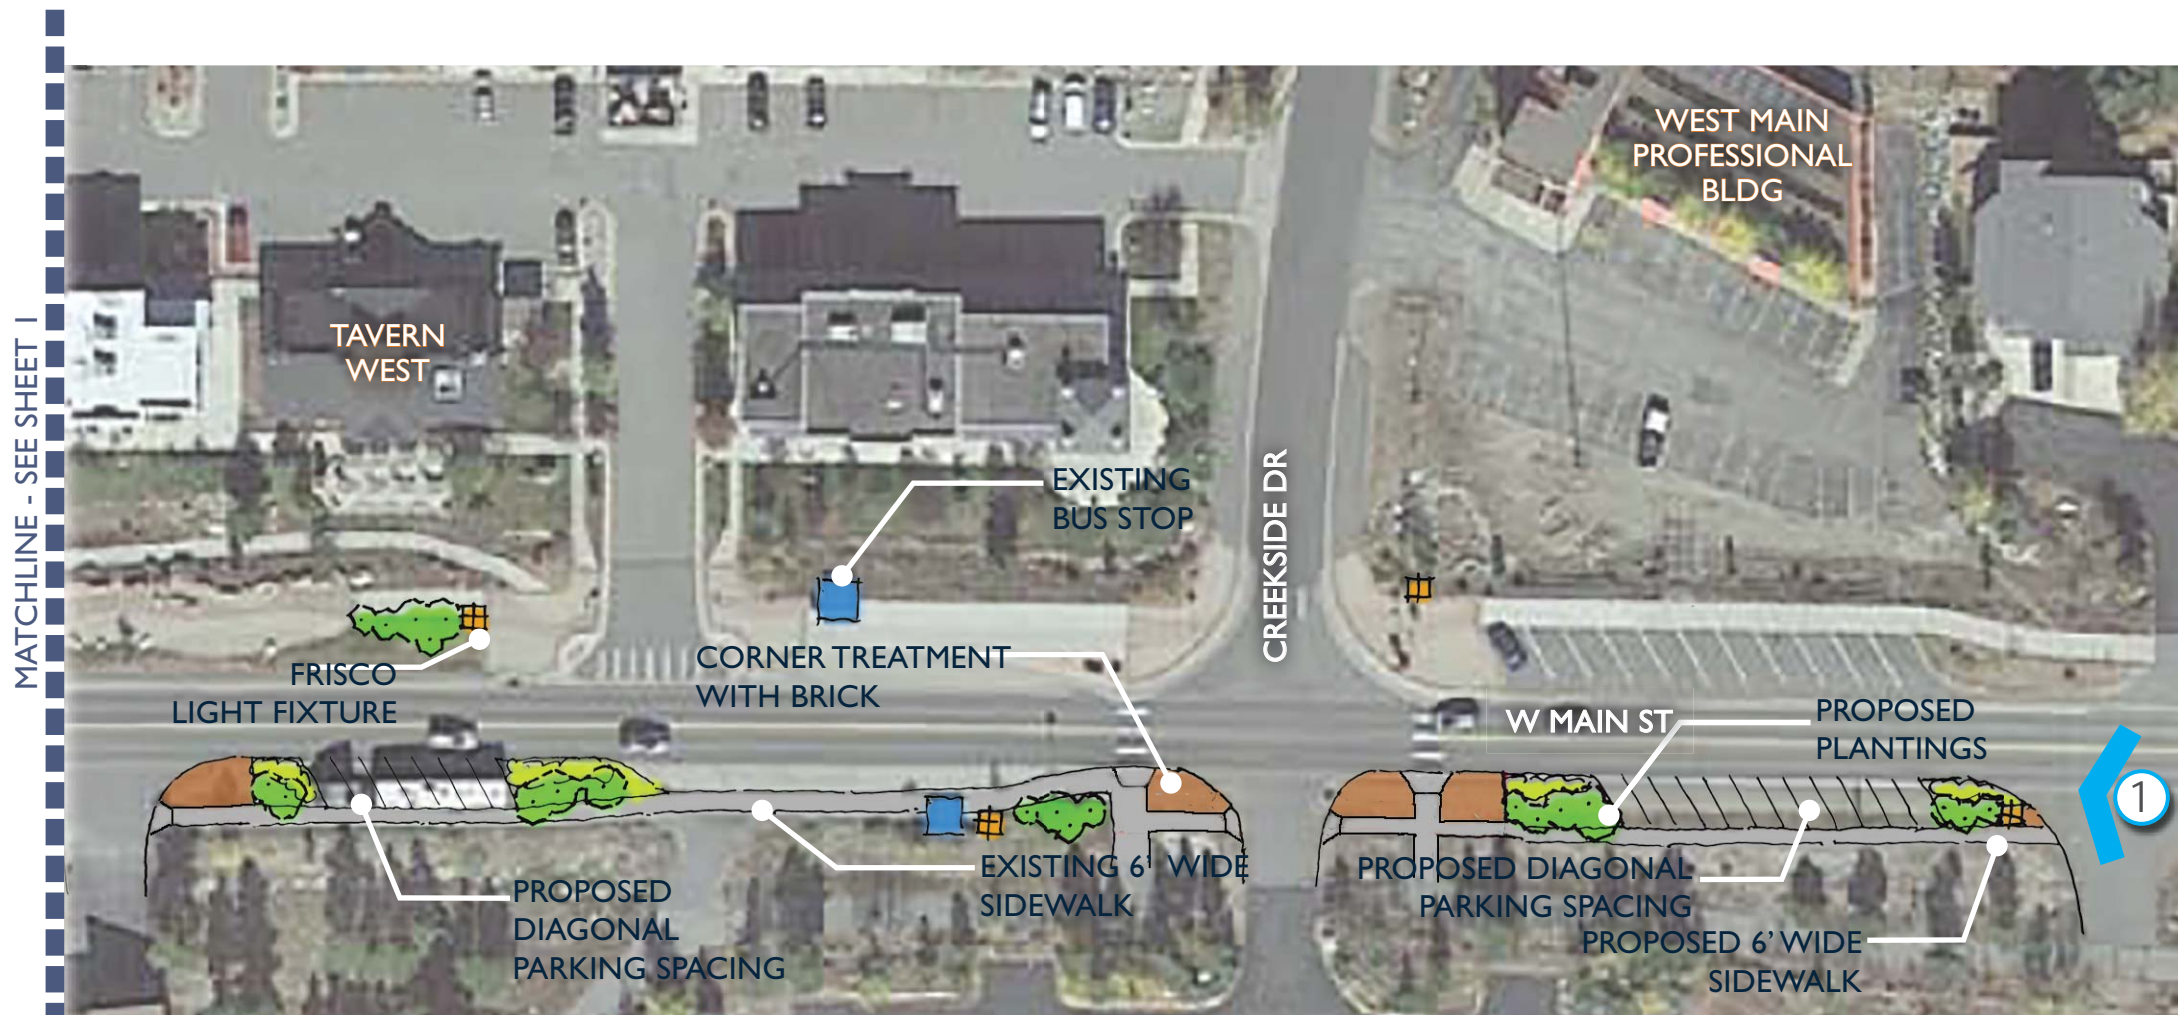 MATCHLINE - SEE SHEET 1
WEST MAIN
PROFESSIONAL
BLDG
TAVERN
WEST
EXISTING
BUS STOP
CREEKSIDE DR
FRISCO
LIGHT FIXTURE
CORNER TREATMENT
WITH BRICK
W MAIN ST
PROPOSED
PLANTINGS
1
EXISTING 6' WIDE
SIDEWALK
PROPOSED
DIAGONAL
PARKING SPACING
PROPOSED DIAGONAL
PARKING SPACING
PROPOSED 6' WIDE
SIDEWALK